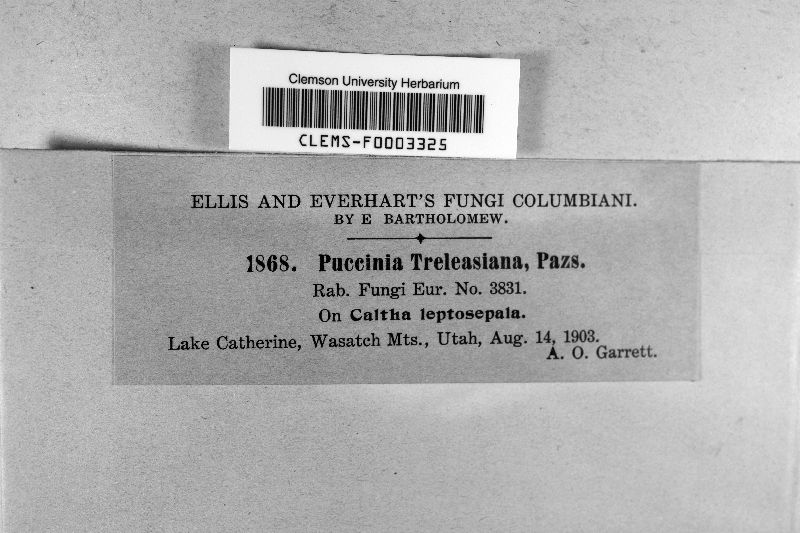 Clemson University Herbarium
CLEMS-F0003325
ELLIS AND EVERHART'S FUNGI COLUMBIANI.
BY E BARTHOLOMEW.
1868. Puccinia Treleasiana, Pazs.
Rab. Fungi Eur. No. 3831.
On Caltha leptosepala.
Lake Catherine, Wasatch Mts., Utah, Aug. 14, 1903.
A. O. Garrett.